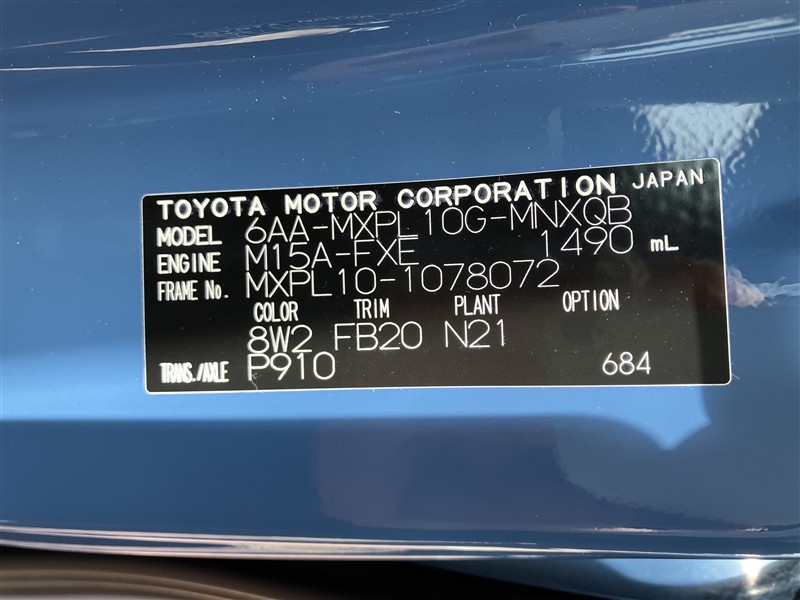 TOYOTA MOTOR CORPORATION JAPAN
MODEL 6AA-MXPL10G-MNXQB
ENGINE M15A-FXE 1490 mL
FRAME No. MXPL10-1078072
COLOR TRIM PLANT OPTION
8W2 FB20 N21
TRANS./AXLE P910 684